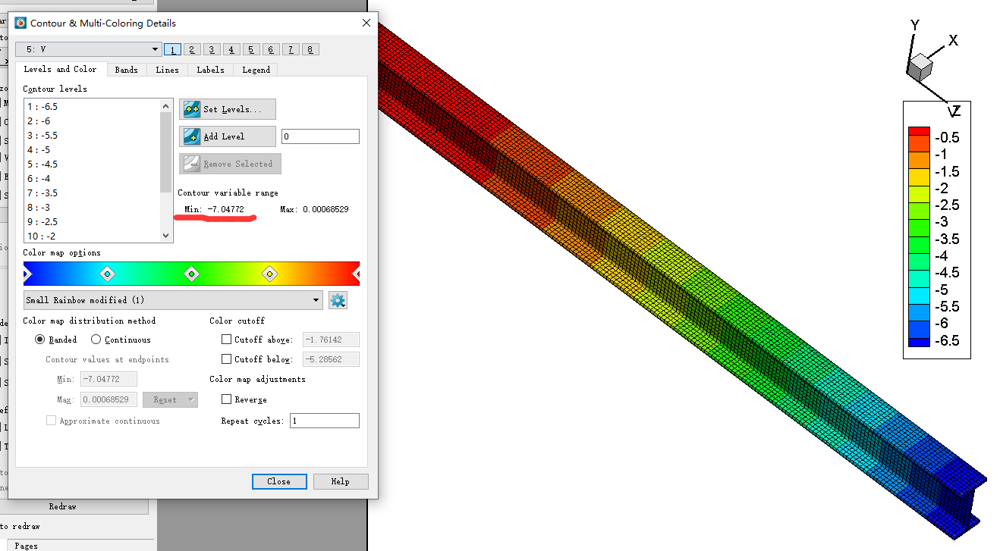 Contour & Multi-Coloring Details
5: V
1 2 3 4 5 6 7 8
Levels and Color Bands Lines Labels Legend
Contour levels
1 : -6.5
2 : -6
3 : -5.5
4 : -5
5 : -4.5
6 : -4
7 : -3.5
8 : -3
9 : -2.5
10 : -2
Set Levels...
Add Level
0
Remove Selected
Contour variable range
Min: -7.04772 Max: 0.00068529
Color map options
Small Rainbow modified (1)
Color map distribution method
Banded Continuous
Contour values at endpoints
Min: -7.04772
Max: 0.00068529 Reset
Approximate continuous
Color cutoff
Cutoff above: -1.76142
Cutoff below: -5.28562
Color map adjustments
Reverse
Repeat cycles: 1
Close Help
Redraw
to redraw
Pages
Y
X
Z
V
-0.5
-1
-1.5
-2
-2.5
-3
-3.5
-4
-4.5
-5
-5.5
-6
-6.5